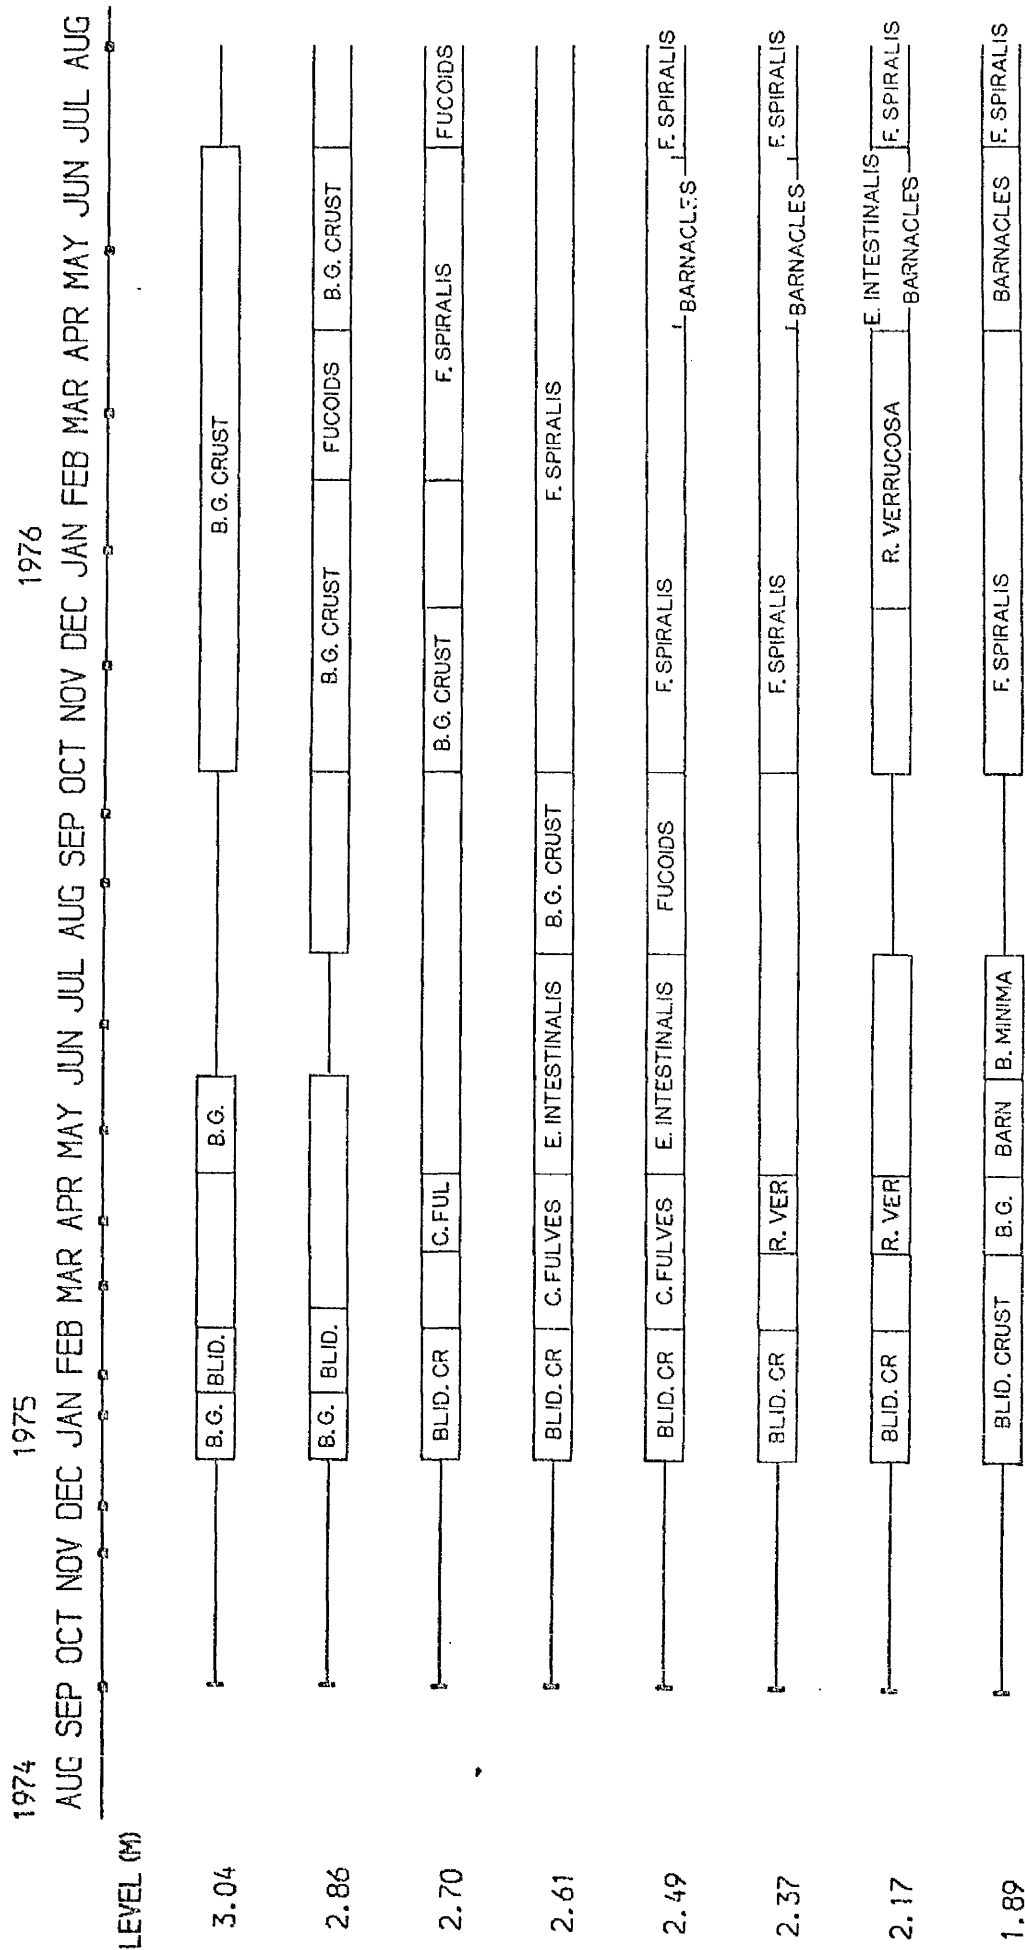 1974 1975 1976
AUG SEP OCT NOV DEC JAN FEB MAR APR MAY JUN JUL AUG SEP OCT NOV DEC JAN FEB MAR APR MAY JUN JUL AUG
LEVEL (M)
3.04 B.G. BLID. B.G. B.G. CRUST
2.86 B.G. BLID. B.G. CRUST FUCOIDS B.G. CRUST
2.70 BLID. CR C. FUL B.G. CRUST F. SPIRALIS FUCOIDS
2.61 BLID. CR C. FULVES E. INTESTINALIS B.G. CRUST F. SPIRALIS
2.49 BLID. CR C. FULVES E. INTESTINALIS FUCOIDS F. SPIRALIS BARNACLES F. SPIRALIS
2.37 BLID. CR R. VER F. SPIRALIS BARNACLES F. SPIRALIS
2.17 BLID. CR R. VER R. VERRUCOSA E. INTESTINALIS BARNACLES F. SPIRALIS
1.89 BLID. CRUST B.G. BARN B. MINIMA F. SPIRALIS BARNACLES F. SPIRALIS